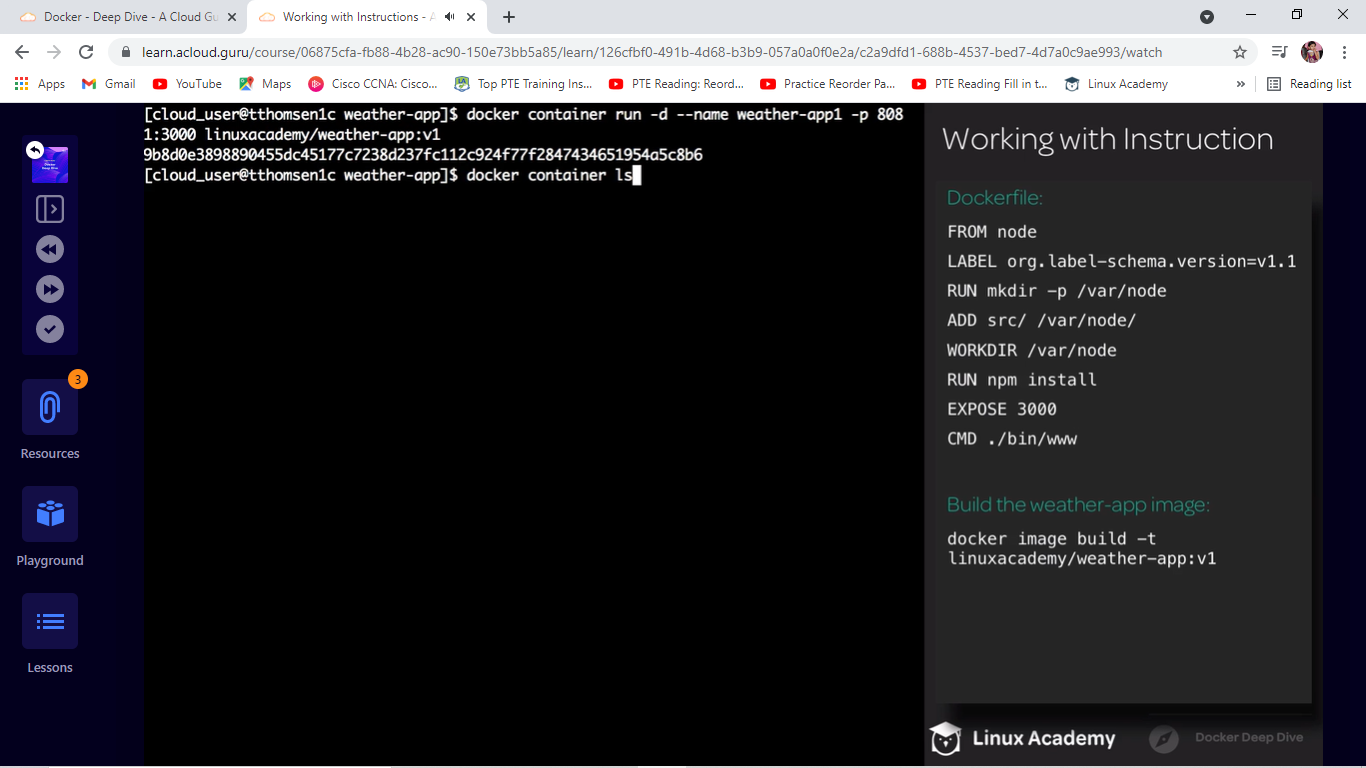 Docker - Deep Dive - A Cloud Gu
Working with Instructions - A
learn.acloud.guru/course/06875cfa-fb88-4b28-ac90-150e73bb5a85/learn/126cfbf0-491b-4d68-b3b9-057a0a0f0e2a/c2a9dfd1-688b-4537-bed7-4d7a0c9ae993/watch
Apps
Gmail
YouTube
Maps
Cisco CCNA: Cisco...
Top PTE Training Ins...
PTE Reading: Reord...
Practice Reorder Pa...
PTE Reading Fill in t...
Linux Academy
»
Reading list
[cloud_user@tthomsen1c weather-app]$ docker container run -d --name weather-app1 -p 808
1:3000 linuxacademy/weather-app:v1
9b8d0e3898890455dc45177c7238d237fc112c924f77f2847434651954a5c8b6
[cloud_user@tthomsen1c weather-app]$ docker container ls
3
Resources
Playground
Lessons
Working with Instruction
Dockerfile:
FROM node
LABEL org.label-schema.version=v1.1
RUN mkdir -p /var/node
ADD src/ /var/node/
WORKDIR /var/node
RUN npm install
EXPOSE 3000
CMD ./bin/www
Build the weather-app image:
docker image build -t
linuxacademy/weather-app:v1
Linux Academy
Docker Deep Dive